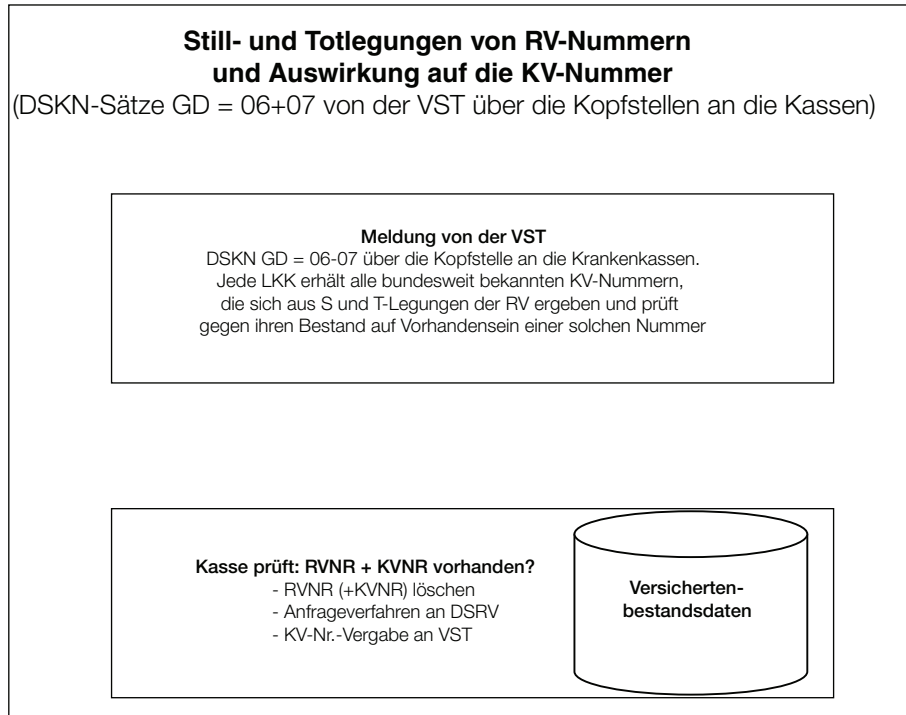 Still- und Totlegungen von RV-Nummern
und Auswirkung auf die KV-Nummer
(DSKN-Sätze GD = 06+07 von der VST über die Kopfstellen an die Kassen)
Meldung von der VST
DSKN GD = 06-07 über die Kopfstelle an die Krankenkassen.
Jede LKK erhält alle bundesweit bekannten KV-Nummern,
die sich aus S und T-Legungen der RV ergeben und prüft
gegen ihren Bestand auf Vorhandensein einer solchen Nummer
Kasse prüft: RVNR + KVNR vorhanden?
- RVNR (+KVNR) löschen
- Anfrageverfahren an DSRV
- KV-Nr.-Vergabe an VST
Versicherten-
bestandsdaten